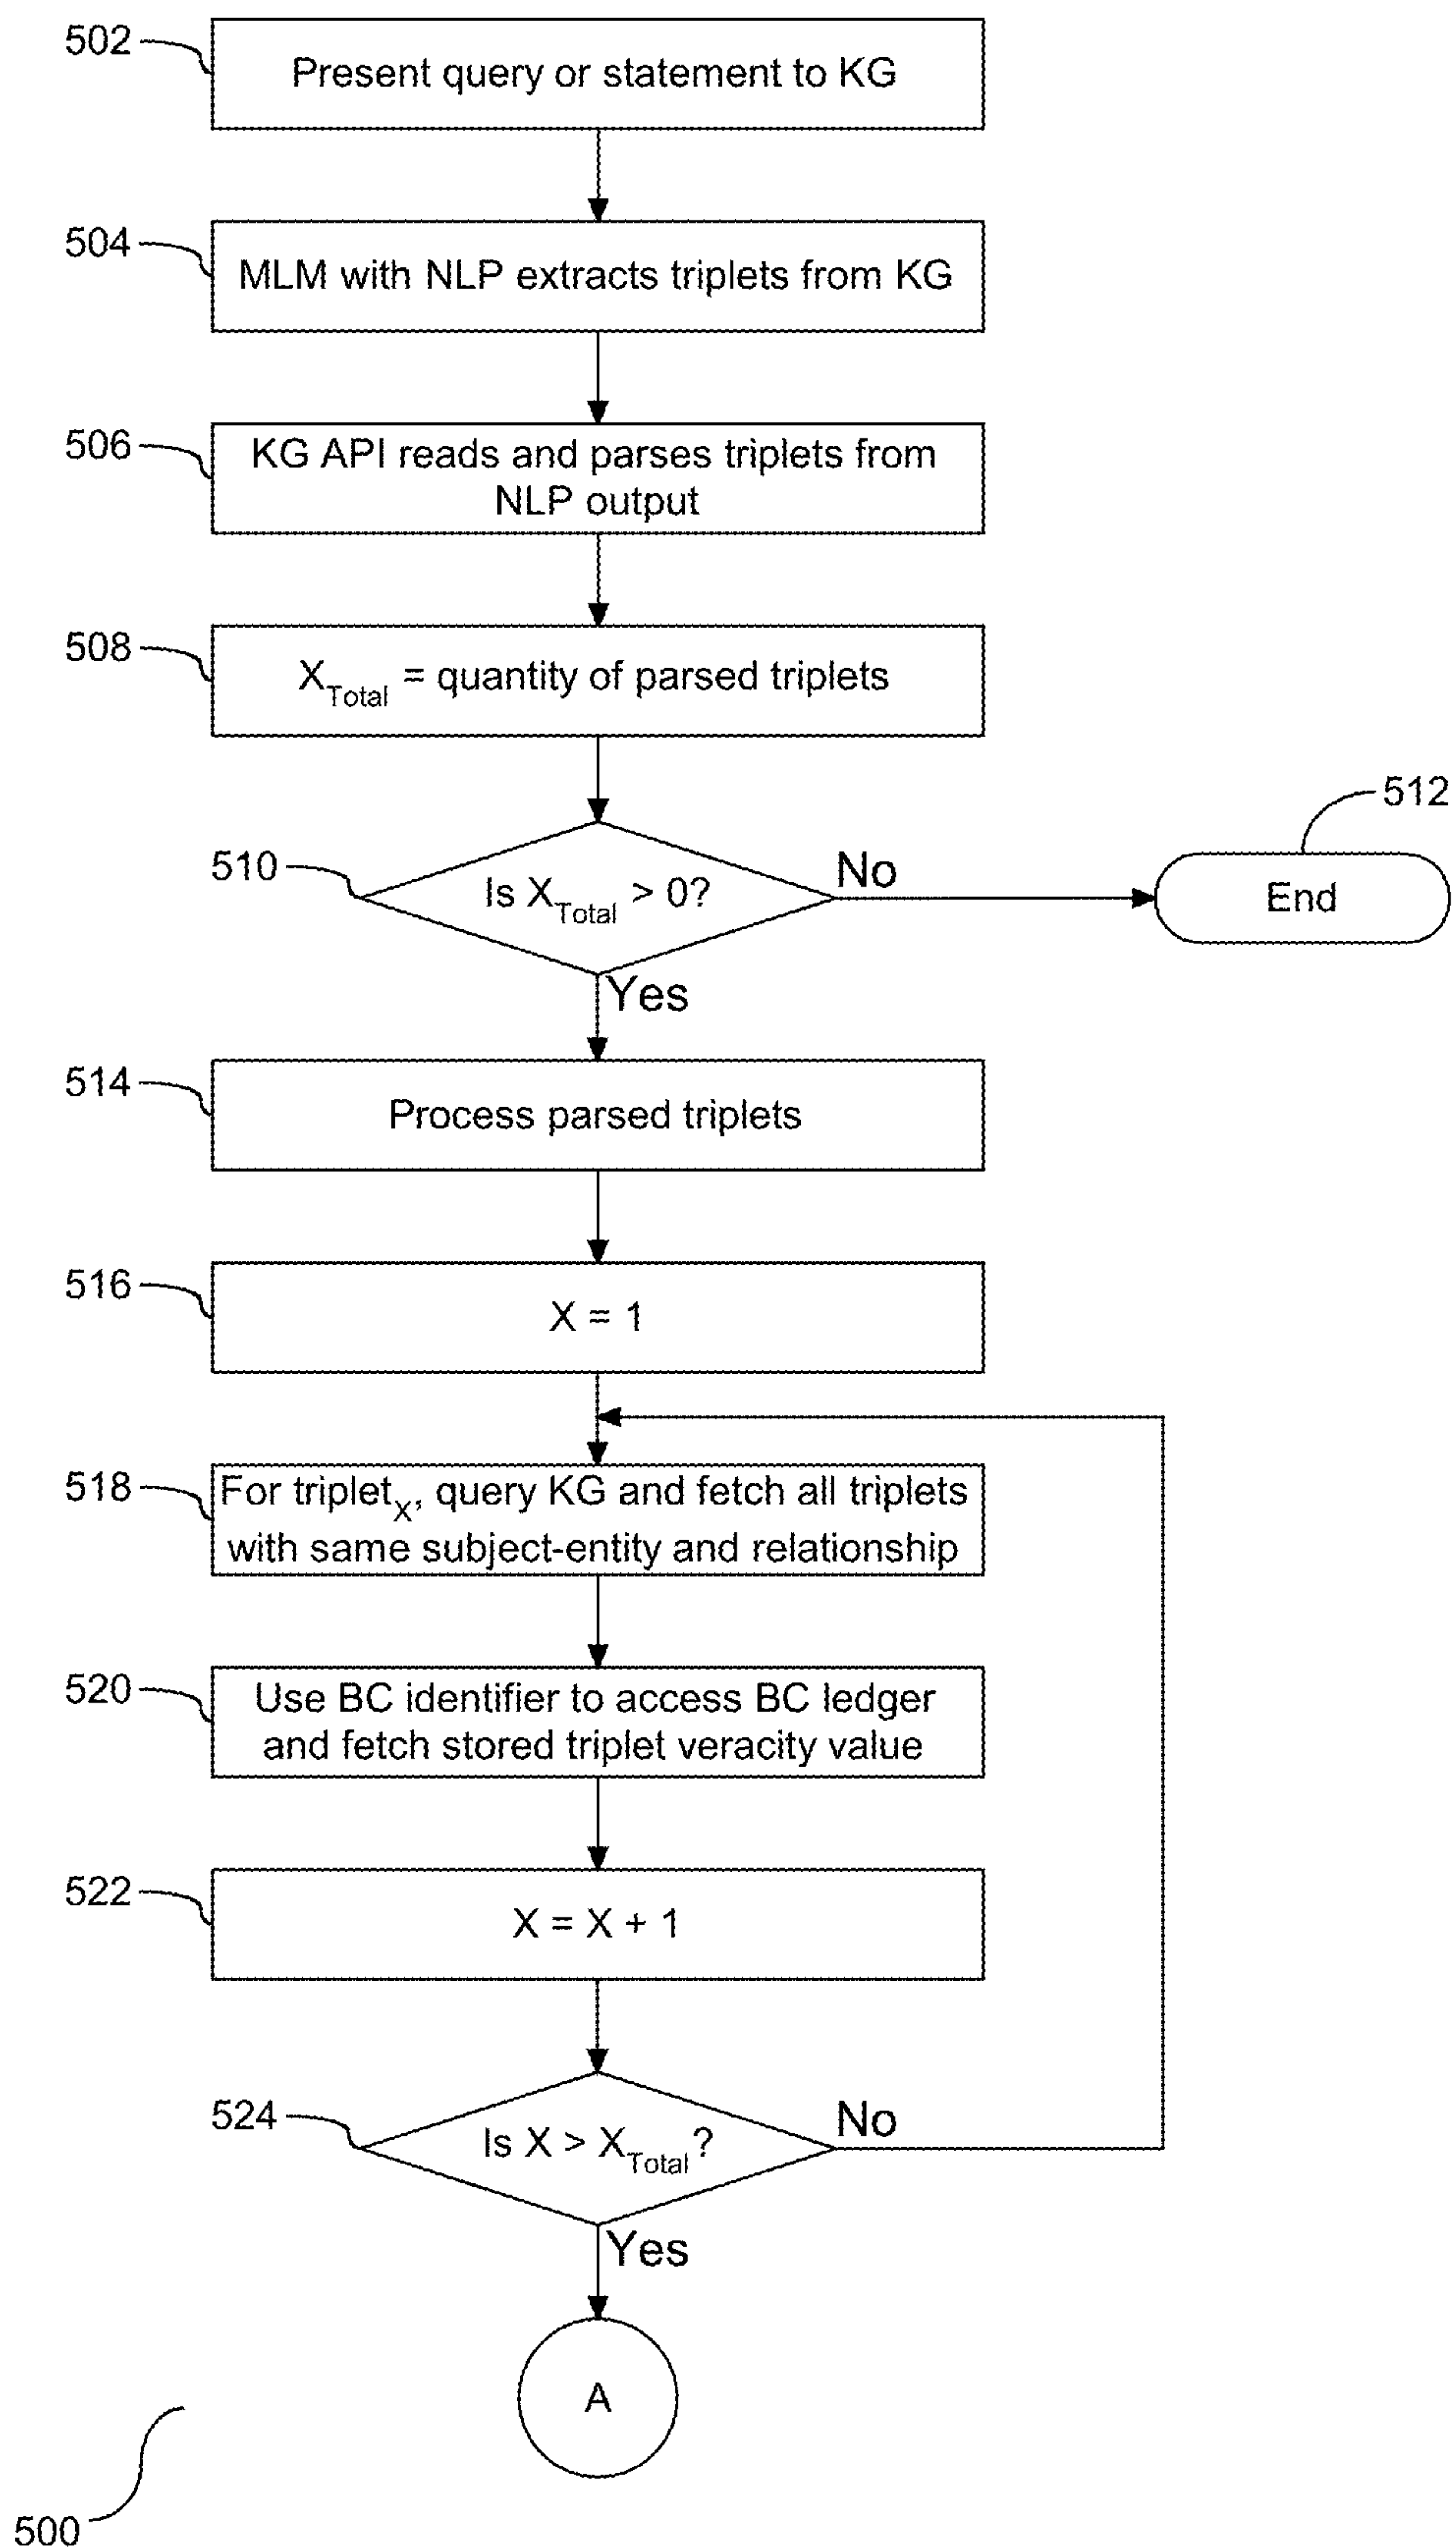 502
Present query or statement to KG
504
MLM with NLP extracts triplets from KG
506
KG API reads and parses triplets from
NLP output
508
X_Total = quantity of parsed triplets
510
Is X_Total > 0?
No
512
End
Yes
514
Process parsed triplets
516
X = 1
518
For triplet_X, query KG and fetch all triplets
with same subject-entity and relationship
520
Use BC identifier to access BC ledger
and fetch stored triplet veracity value
522
X = X + 1
524
Is X > X_Total?
No
Yes
A
500